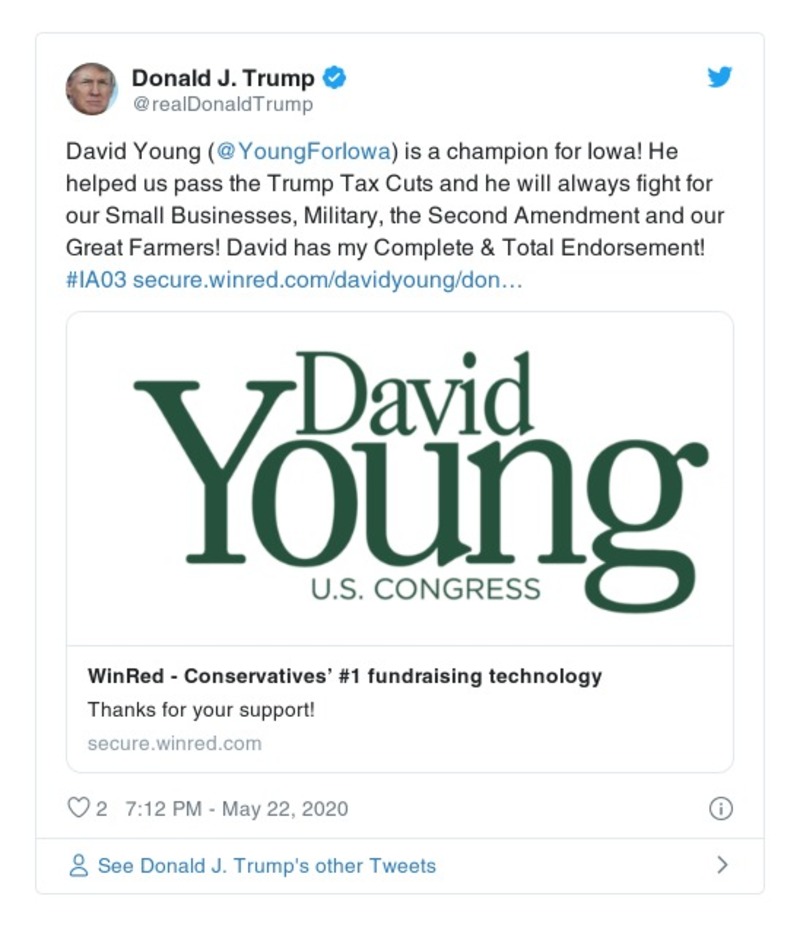 Donald J. Trump
@realDonaldTrump
David Young (@YoungForIowa) is a champion for Iowa! He
helped us pass the Trump Tax Cuts and he will always fight for
our Small Businesses, Military, the Second Amendment and our
Great Farmers! David has my Complete & Total Endorsement!
#IA03 secure.winred.com/davidyoung/don…
David
Young
U.S. CONGRESS
WinRed - Conservatives’ #1 fundraising technology
Thanks for your support!
secure.winred.com
2 7:12 PM - May 22, 2020
See Donald J. Trump's other Tweets